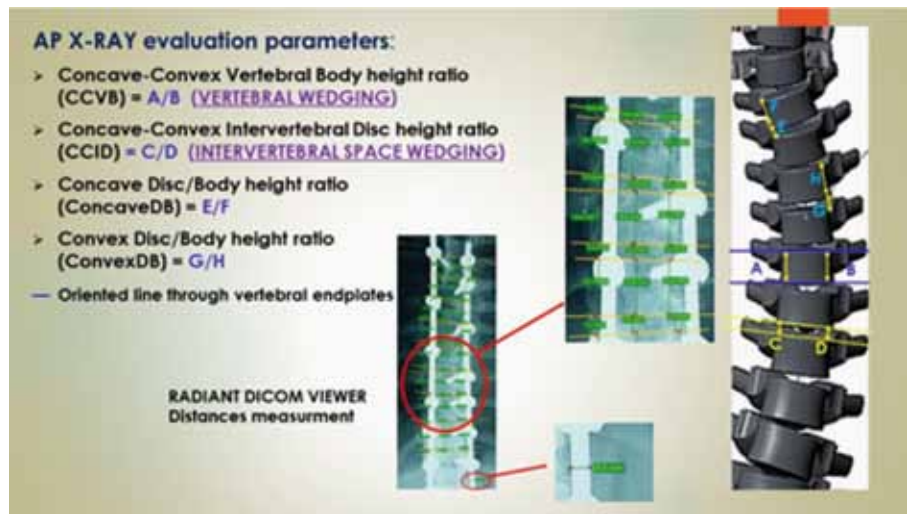 AP X-RAY evaluation parameters:
➢ Concave-Convex Vertebral Body height ratio
(CCVB) = A/B (VERTEBRAL WEDGING)
➢ Concave-Convex Intervertebral Disc height ratio
(CCID) = C/D (INTERVERTEBRAL SPACE WEDGING)
➢ Concave Disc/Body height ratio
(ConcaveDB) = E/F
➢ Convex Disc/Body height ratio
(ConvexDB) = G/H
— Oriented line through vertebral endplates
RADIANT DICOM VIEWER
Distances measurment
H
G
A B
C D